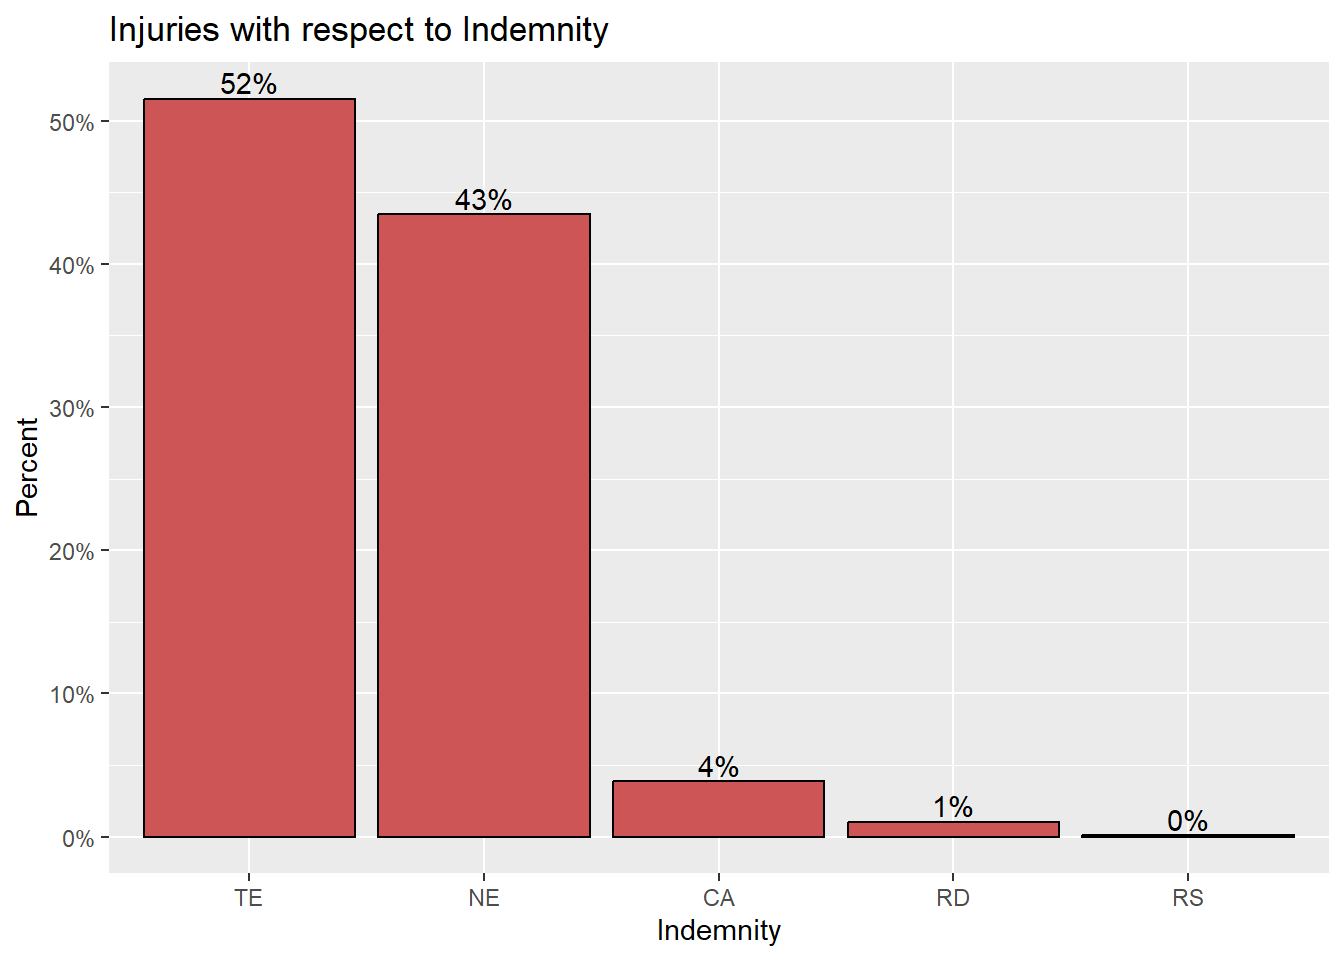 Injuries with respect to Indemnity
52%
43%
4%
1%
0%
50%
40%
30%
20%
10%
0%
Percent
TE NE CA RD RS
Indemnity